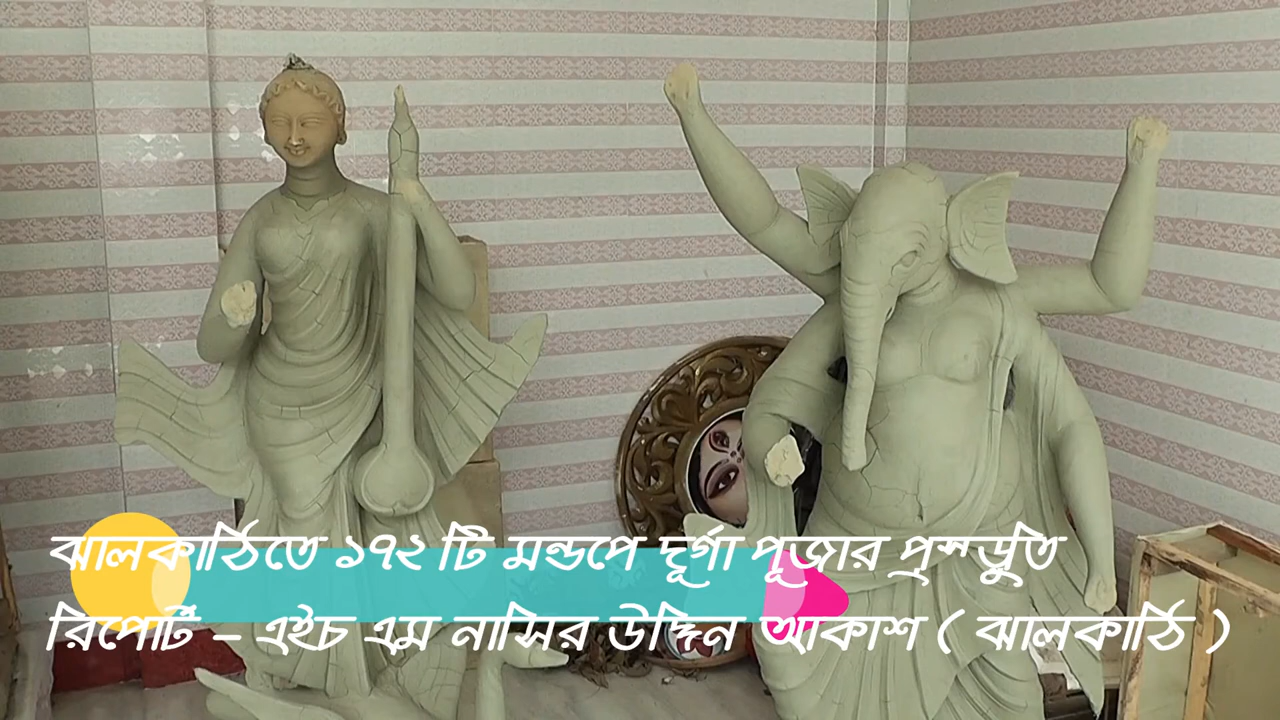 ঝালকাঠিতে ১৭২ টি মন্ডপে দূর্গা পূজার প্রস্তুতি
রিপোর্ট – এইচ এম নাসির উদ্দিন আকাশ ( ঝালকাঠি )